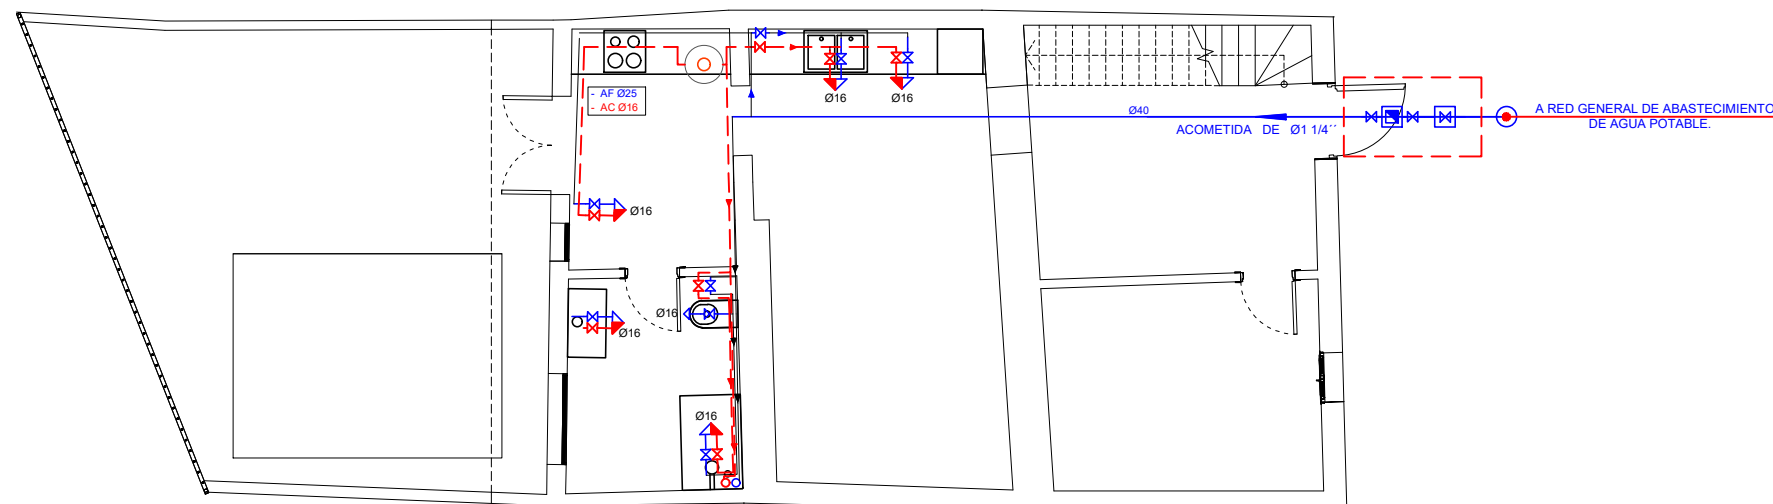 - AF Ø25
- AC Ø16
Ø16
Ø16
Ø40
ACOMETIDA DE Ø1 1/4´´
A RED GENERAL DE ABASTECIMIENTO
DE AGUA POTABLE.
Ø16
Ø16
Ø16
Ø16